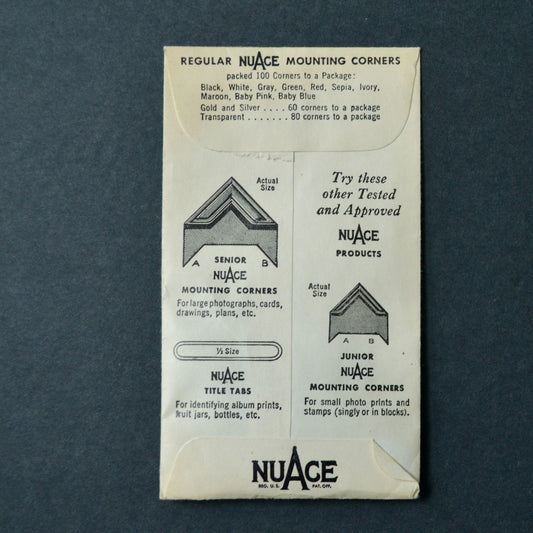 REGULAR NUACE MOUNTING CORNERS
packed 100 Corners to a Package:
Black, White, Gray, Green, Red, Sepia, Ivory,
Maroon, Baby Pink, Baby Blue
Gold and Silver . . . . 60 corners to a package
Transparent . . . . . . . 80 corners to a package
Actual
Size
A B
SENIOR
NUACE
MOUNTING CORNERS
For large photographs, cards,
drawings, plans, etc.
½ Size
NUACE
TITLE TABS
For identifying album prints,
fruit jars, bottles, etc.
Try these
other Tested
and Approved
NUACE
PRODUCTS
Actual
Size
A B
JUNIOR
NUACE
MOUNTING CORNERS
For small photo prints and
stamps (singly or in blocks).
NUACE
REG. U.S. PAT. OFF.